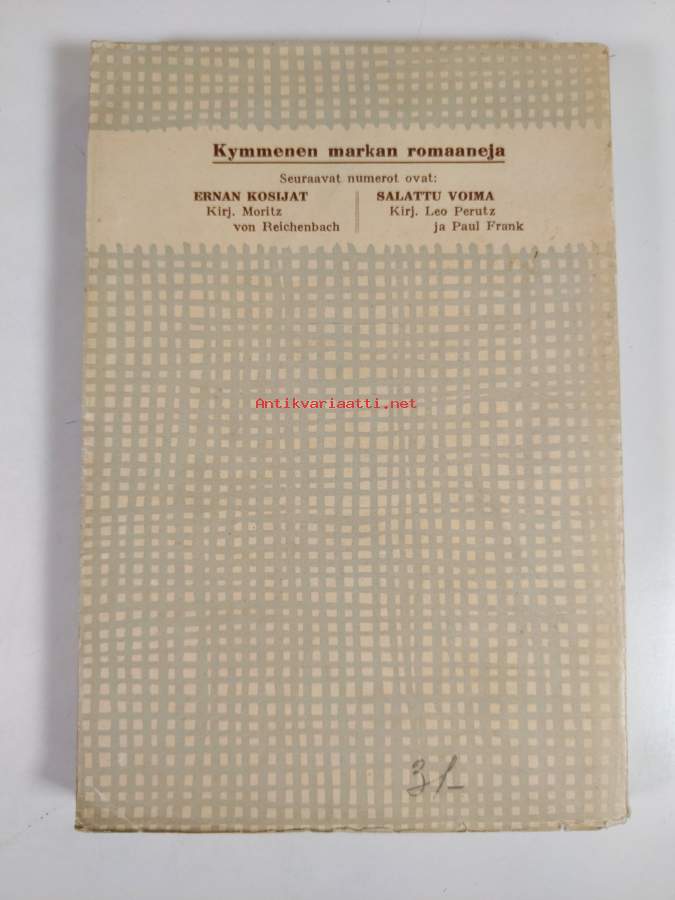 Kymmenen markan romaaneja
Seuraavat numerot ovat:
ERNAN KOSIJAT
Kirj. Moritz
von Reichenbach
SALATTU VOIMA
Kirj. Leo Perutz
ja Paul Frank
Antikvariaatti.net
3/-